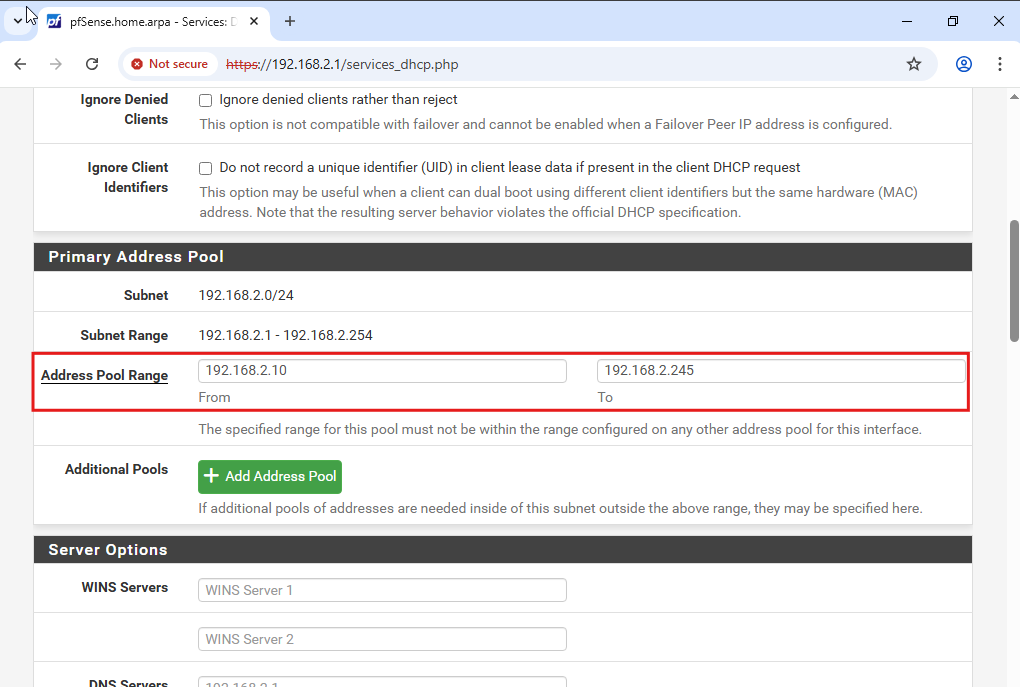 pfSense.home.arpa - Services: D
Not secure
https://192.168.2.1/services_dhcp.php
Ignore Denied Clients
Ignore denied clients rather than reject
This option is not compatible with failover and cannot be enabled when a Failover Peer IP address is configured.
Ignore Client Identifiers
Do not record a unique identifier (UID) in client lease data if present in the client DHCP request
This option may be useful when a client can dual boot using different client identifiers but the same hardware (MAC)
address. Note that the resulting server behavior violates the official DHCP specification.
Primary Address Pool
Subnet
192.168.2.0/24
Subnet Range
192.168.2.1 - 192.168.2.254
Address Pool Range
192.168.2.10
192.168.2.245
From
To
The specified range for this pool must not be within the range configured on any other address pool for this interface.
Additional Pools
Add Address Pool
If additional pools of addresses are needed inside of this subnet outside the above range, they may be specified here.
Server Options
WINS Servers
WINS Server 1
WINS Server 2
DNS Servers
192.168.2.1